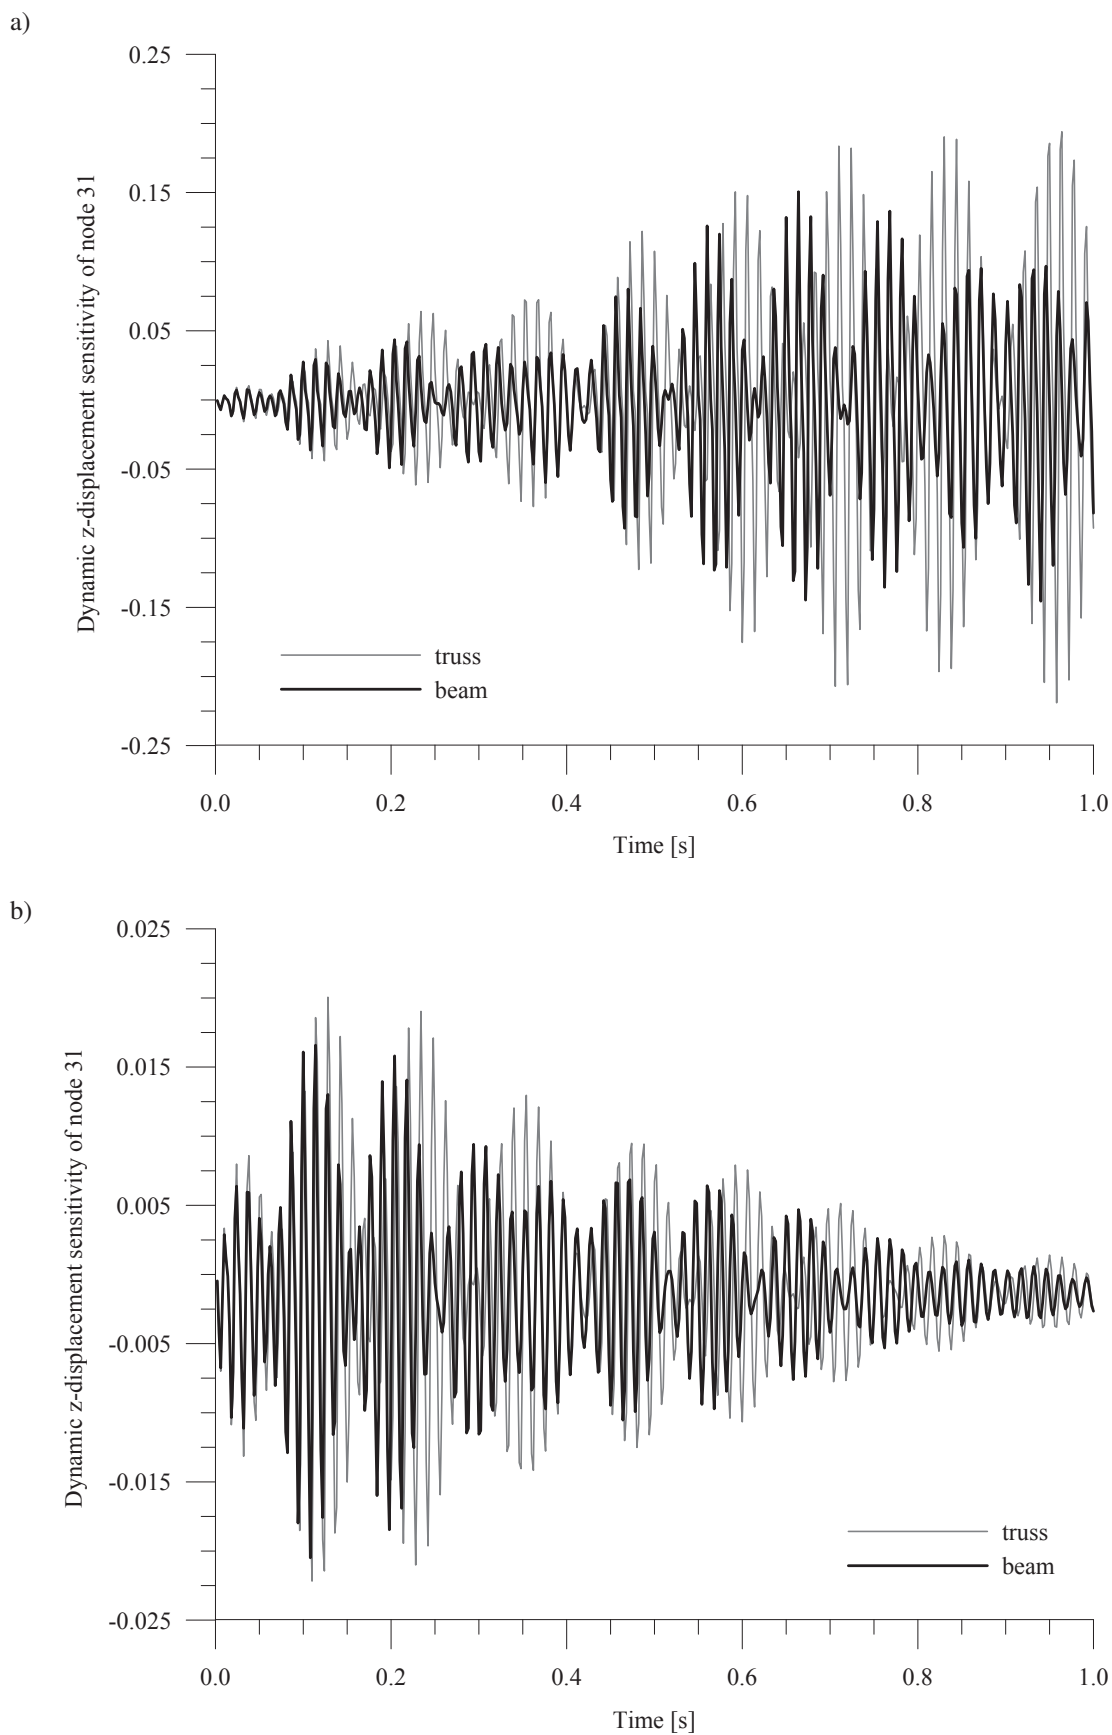 a)
0.25
0.15
0.05
-0.05
-0.15
-0.25
Dynamic z-displacement sensitivity of node 31
truss
beam
0.0 0.2 0.4 0.6 0.8 1.0
Time [s]
b)
0.025
0.015
0.005
-0.005
-0.015
-0.025
Dynamic z-displacement sensitivity of node 31
truss
beam
0.0 0.2 0.4 0.6 0.8 1.0
Time [s]